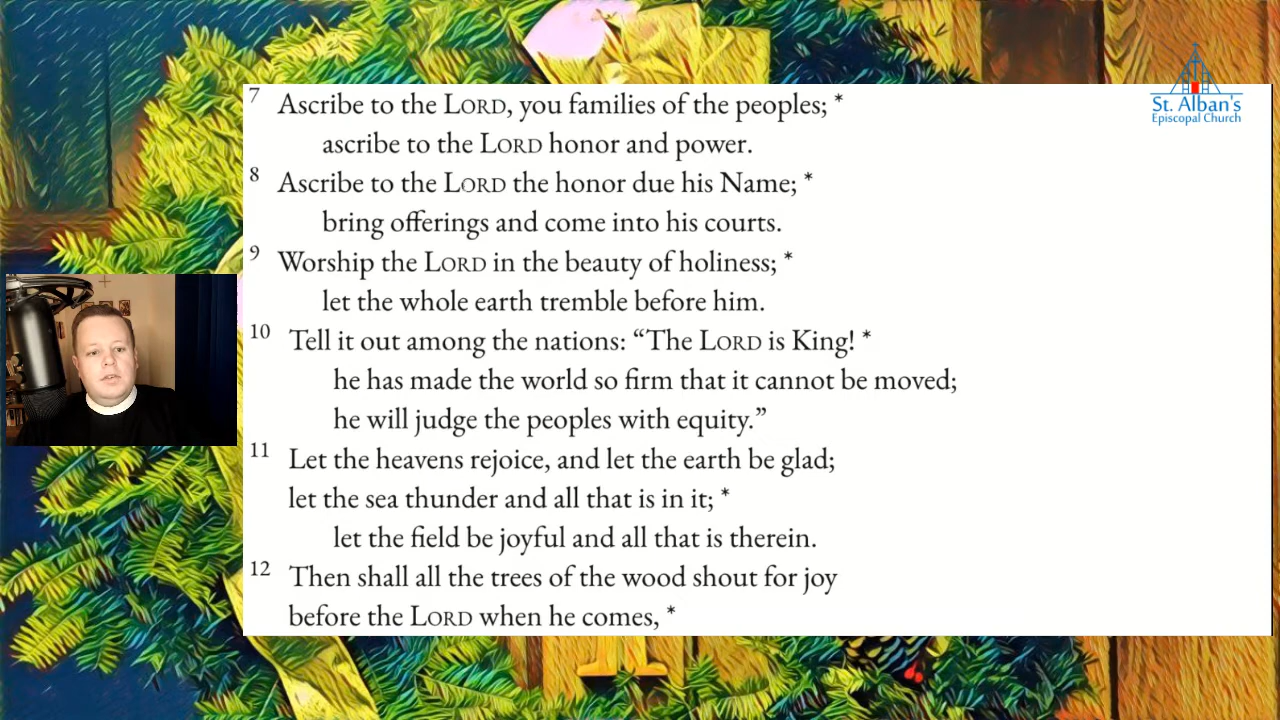 7 Ascribe to the LORD, you families of the peoples; *
ascribe to the LORD honor and power.
8 Ascribe to the LORD the honor due his Name; *
bring offerings and come into his courts.
9 Worship the LORD in the beauty of holiness; *
let the whole earth tremble before him.
10 Tell it out among the nations: “The LORD is King! *
he has made the world so firm that it cannot be moved;
he will judge the peoples with equity.”
11 Let the heavens rejoice, and let the earth be glad;
let the sea thunder and all that is in it; *
let the field be joyful and all that is therein.
12 Then shall all the trees of the wood shout for joy
before the LORD when he comes, *
St. Alban's
Episcopal Church